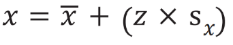 x = x̅ + (z × sₓ)